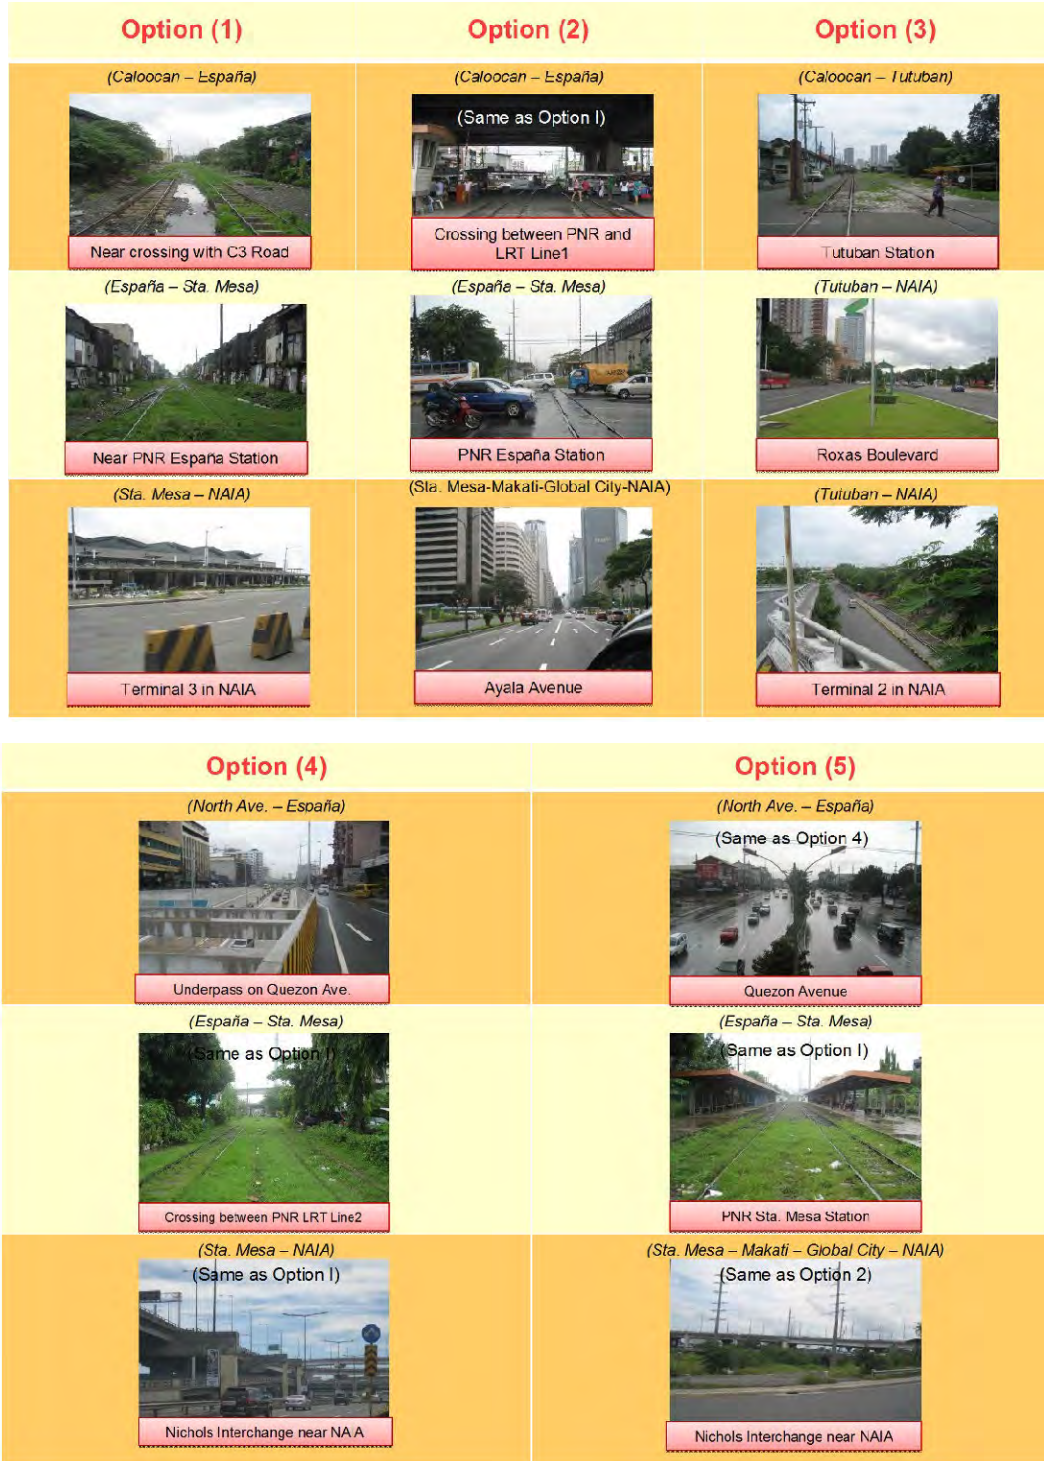 Option (1)
Option (2)
Option (3)
(Caloocan – España)
(Caloocan – España)
(Caloocan – Tutuban)
(Same as Option I)
Near crossing with C3 Road
Crossing between PNR and
LRT Line1
Tutuban Station
(España – Sta. Mesa)
(España – Sta. Mesa)
(Tutuban – NAIA)
Near PNR España Station
PNR España Station
Roxas Boulevard
(Sta. Mesa – NAIA)
(Sta. Mesa-Makati-Global City-NAIA)
(Tutuban – NAIA)
Terminal 3 in NAIA
Ayala Avenue
Terminal 2 in NAIA
Option (4)
Option (5)
(North Ave. – España)
(North Ave. – España)
(Same as Option 4)
Underpass on Quezon Ave.
Quezon Avenue
(España – Sta. Mesa)
(España – Sta. Mesa)
(Same as Option I)
(Same as Option I)
Crossing between PNR LRT Line2
PNR Sta. Mesa Station
(Sta. Mesa – NAIA)
(Sta. Mesa – Makati – Global City – NAIA)
(Same as Option I)
(Same as Option 2)
Nichols Interchange near NAIA
Nichols Interchange near NAIA